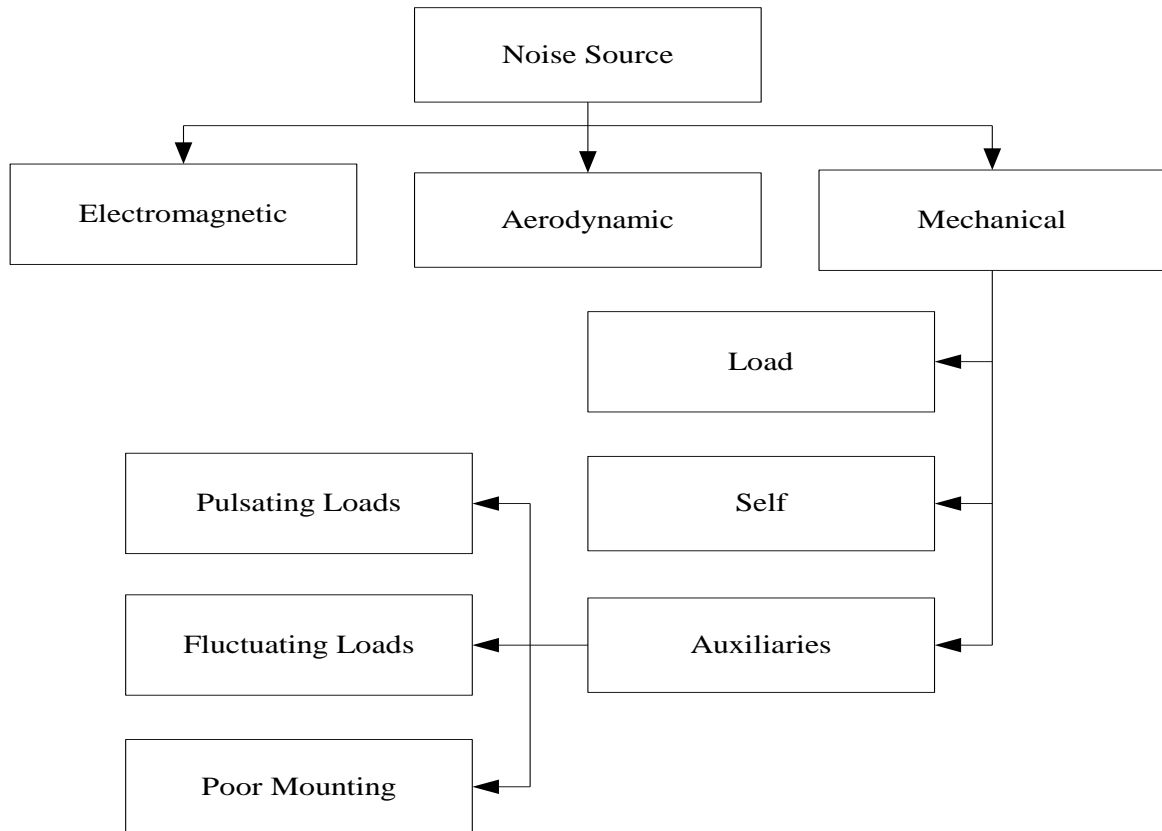 Noise Source
Electromagnetic
Aerodynamic
Mechanical
Load
Pulsating Loads
Self
Fluctuating Loads
Auxiliaries
Poor Mounting